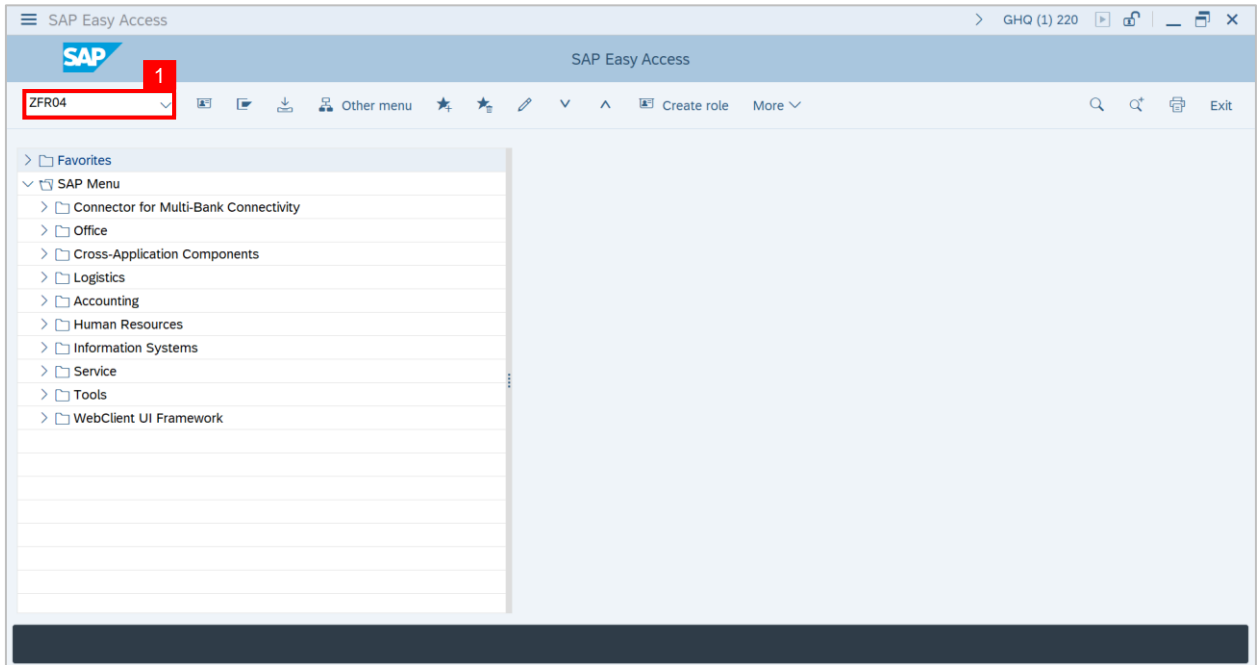 SAP Easy Access
GHQ (1) 220
SAP
SAP Easy Access
1
ZFR04
Other menu
Create role
More
Exit
Favorites
SAP Menu
Connector for Multi-Bank Connectivity
Office
Cross-Application Components
Logistics
Accounting
Human Resources
Information Systems
Service
Tools
WebClient UI Framework